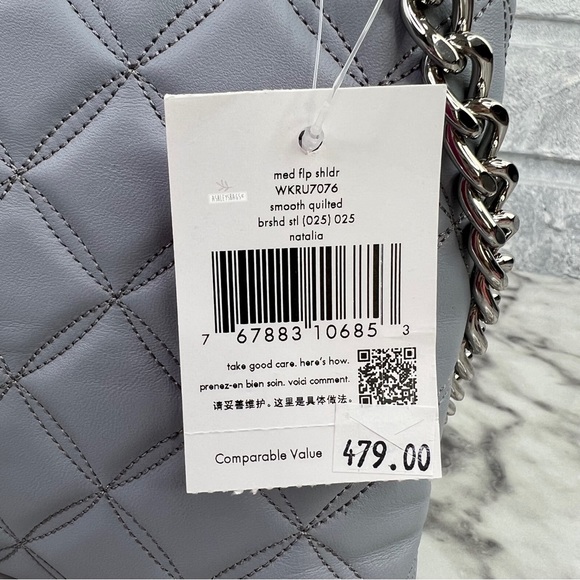 med flp shldr
WKRU7076
smooth quilted
brshd stl (025) 025
natalia
7 67883 10685 3
take good care. here's how.
prenez-en bien soin. voici comment.
请妥善维护。这里是具体做法。
Comparable Value 479.00